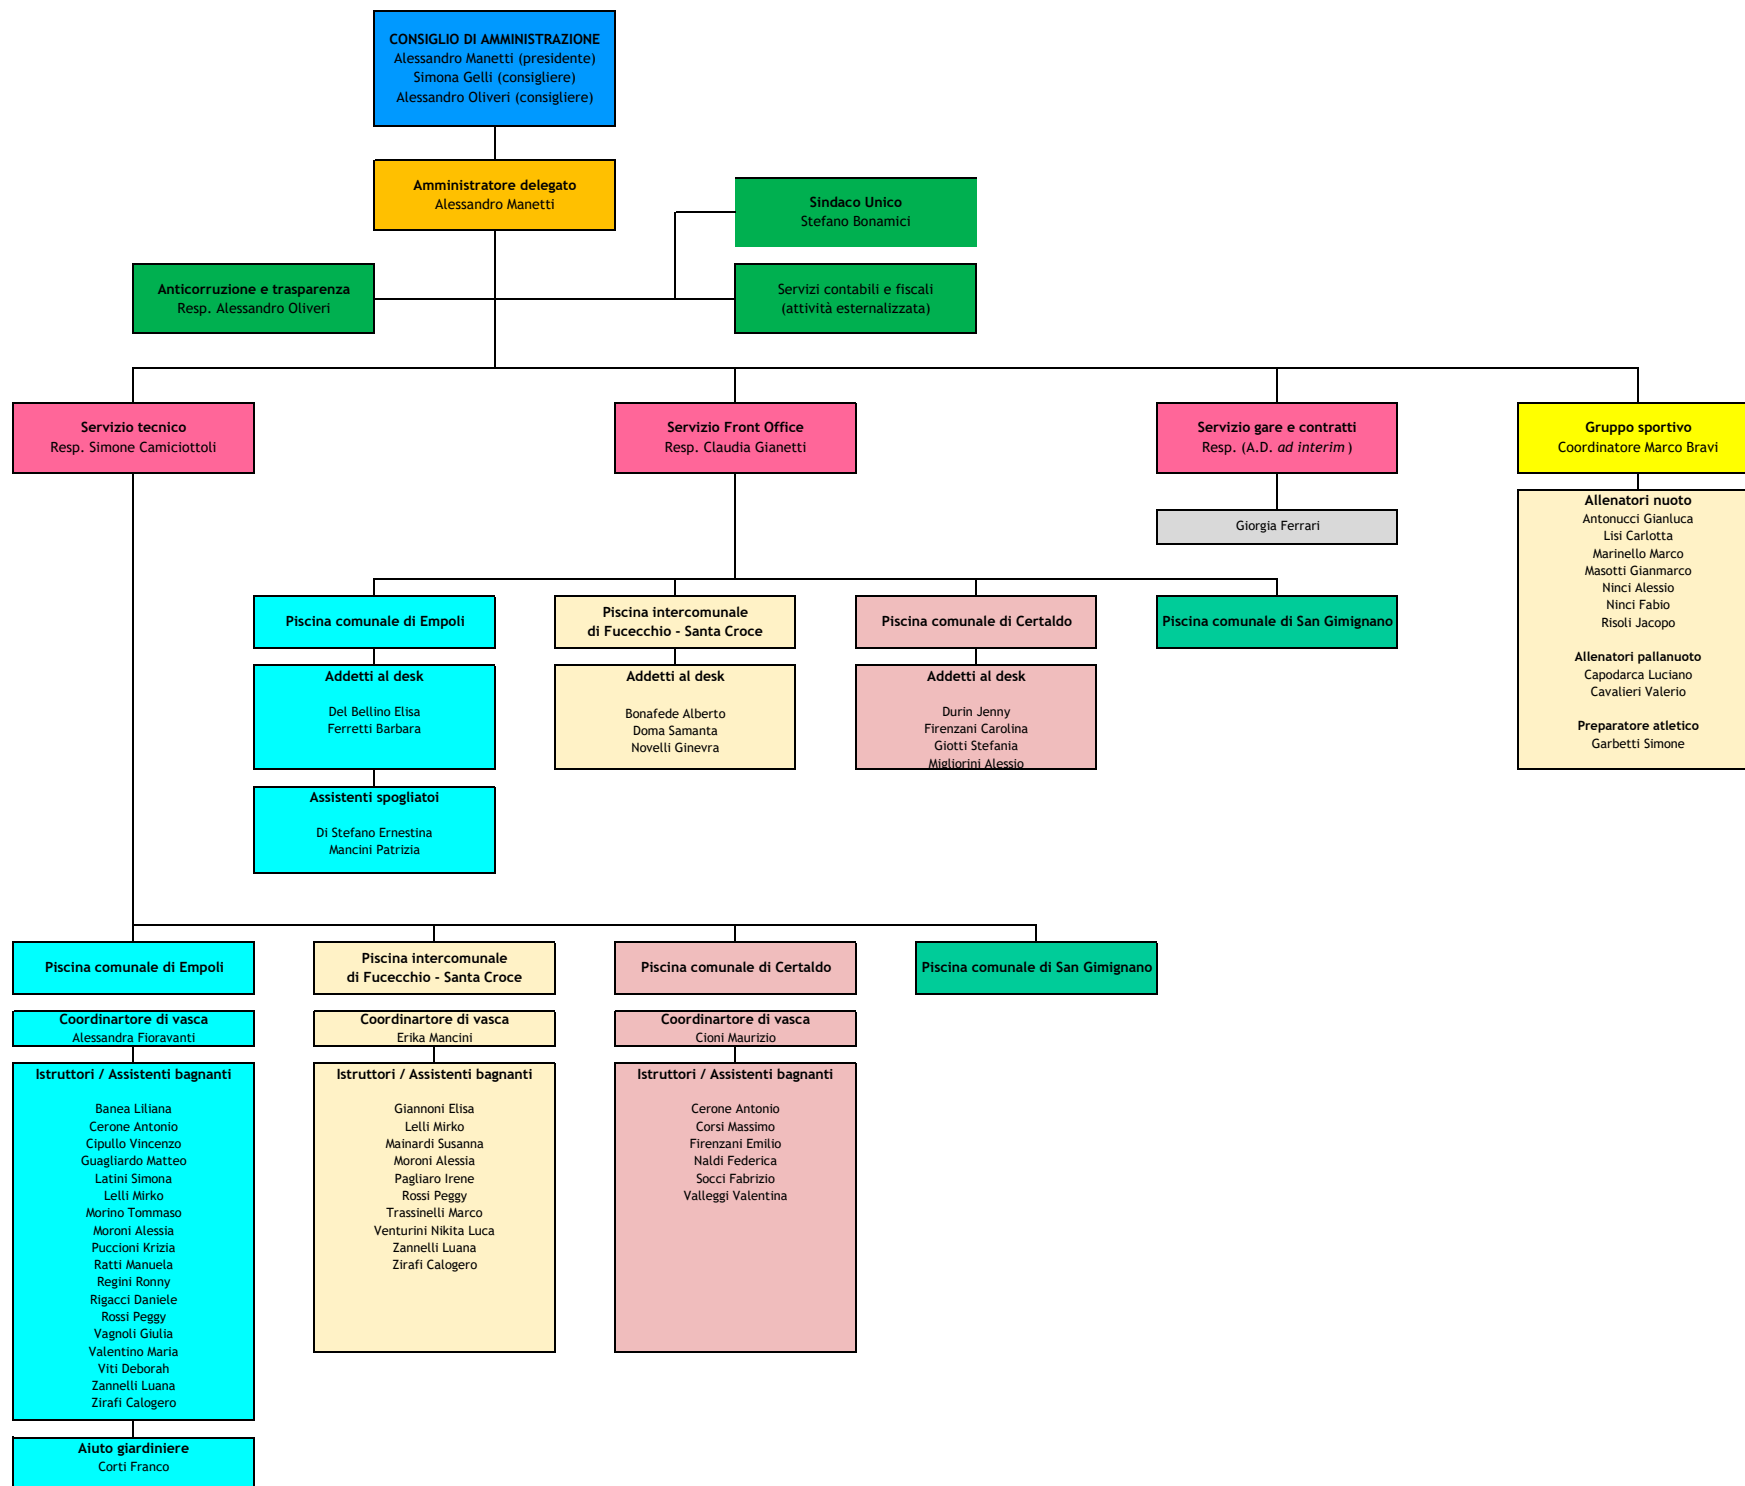 CONSIGLIO DI AMMINISTRAZIONE
Alessandro Manetti (presidente)
Simona Gelli (consigliere)
Alessandro Oliveri (consigliere)
Amministratore delegato
Alessandro Manetti
Sindaco Unico
Stefano Bonamici
Anticorruzione e trasparenza
Resp. Alessandro Oliveri
Servizi contabili e fiscali
(attività esternalizzata)
Servizio tecnico
Resp. Simone Camiciottoli
Servizio Front Office
Resp. Claudia Gianetti
Servizio gare e contratti
Resp. (A.D. ad interim)
Gruppo sportivo
Coordinatore Marco Bravi
Giorgia Ferrari
Allenatori nuoto
Antonucci Gianluca
Lisi Carlotta
Marinello Marco
Masotti Gianmarco
Ninci Alessio
Ninci Fabio
Risoli Jacopo
Allenatori pallanuoto
Capodarca Luciano
Cavalieri Valerio
Preparatore atletico
Garbetti Simone
Piscina comunale di Empoli
Piscina intercomunale
di Fucecchio - Santa Croce
Piscina comunale di Certaldo
Piscina comunale di San Gimignano
Addetti al desk
Del Bellino Elisa
Ferretti Barbara
Addetti al desk
Bonafede Alberto
Doma Samanta
Novelli Ginevra
Addetti al desk
Durin Jenny
Firenzani Carolina
Giotti Stefania
Migliorini Alessio
Assistenti spogliatoi
Di Stefano Ernestina
Mancini Patrizia
Piscina comunale di Empoli
Piscina intercomunale
di Fucecchio - Santa Croce
Piscina comunale di Certaldo
Piscina comunale di San Gimignano
Coordinartore di vasca
Alessandra Fioravanti
Coordinartore di vasca
Erika Mancini
Coordinartore di vasca
Cioni Maurizio
Istruttori / Assistenti bagnanti
Banea Liliana
Cerone Antonio
Cipullo Vincenzo
Guagliardo Matteo
Latini Simona
Lelli Mirko
Morino Tommaso
Moroni Alessia
Puccioni Krizia
Ratti Manuela
Regini Ronny
Rigacci Daniele
Rossi Peggy
Vagnoli Giulia
Valentino Maria
Viti Deborah
Zannelli Luana
Zirafi Calogero
Istruttori / Assistenti bagnanti
Giannoni Elisa
Lelli Mirko
Mainardi Susanna
Moroni Alessia
Pagliaro Irene
Rossi Peggy
Trassinelli Marco
Venturini Nikita Luca
Zannelli Luana
Zirafi Calogero
Istruttori / Assistenti bagnanti
Cerone Antonio
Corsi Massimo
Firenzani Emilio
Naldi Federica
Socci Fabrizio
Valleggi Valentina
Aiuto giardiniere
Corti Franco